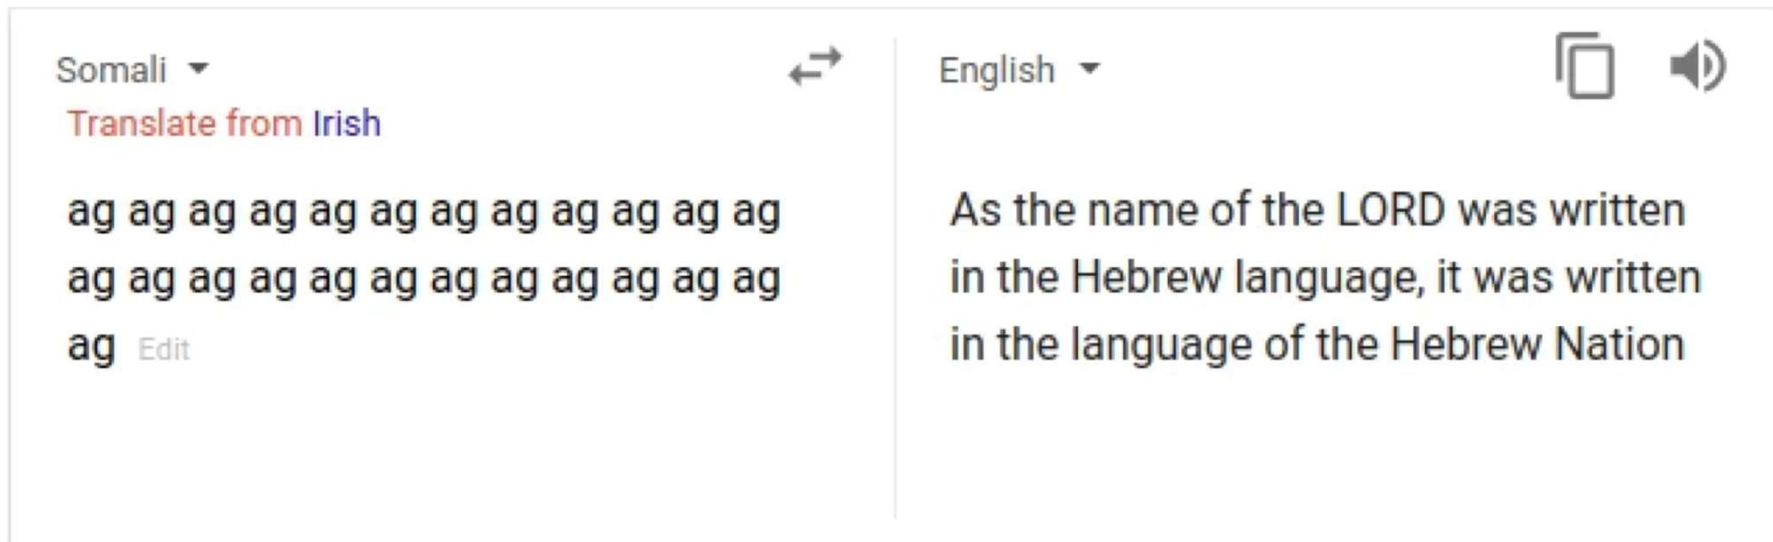 Somali
English
Translate from Irish
ag ag ag ag ag ag ag ag ag ag ag ag
ag ag ag ag ag ag ag ag ag ag ag ag
ag Edit
As the name of the LORD was written
in the Hebrew language, it was written
in the language of the Hebrew Nation